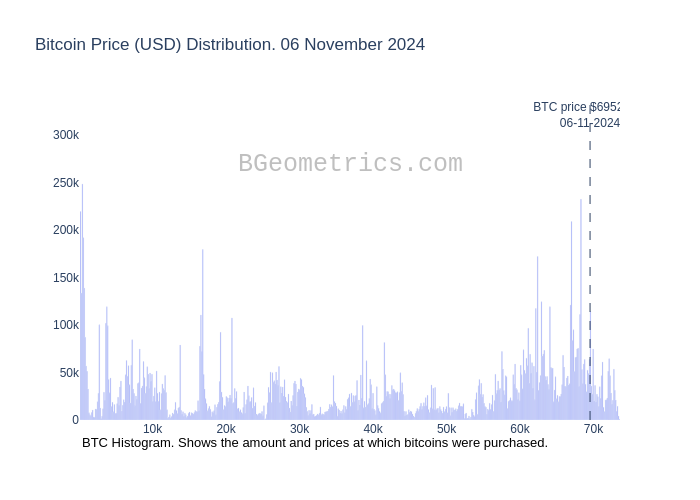 Bitcoin Price (USD) Distribution. 06 November 2024
BTC price $6952
06-11-2024
300k
BGeometrics.com
250k
200k
150k
100k
50k
0
10k 20k 30k 40k 50k 60k 70k
BTC Histogram. Shows the amount and prices at which bitcoins were purchased.